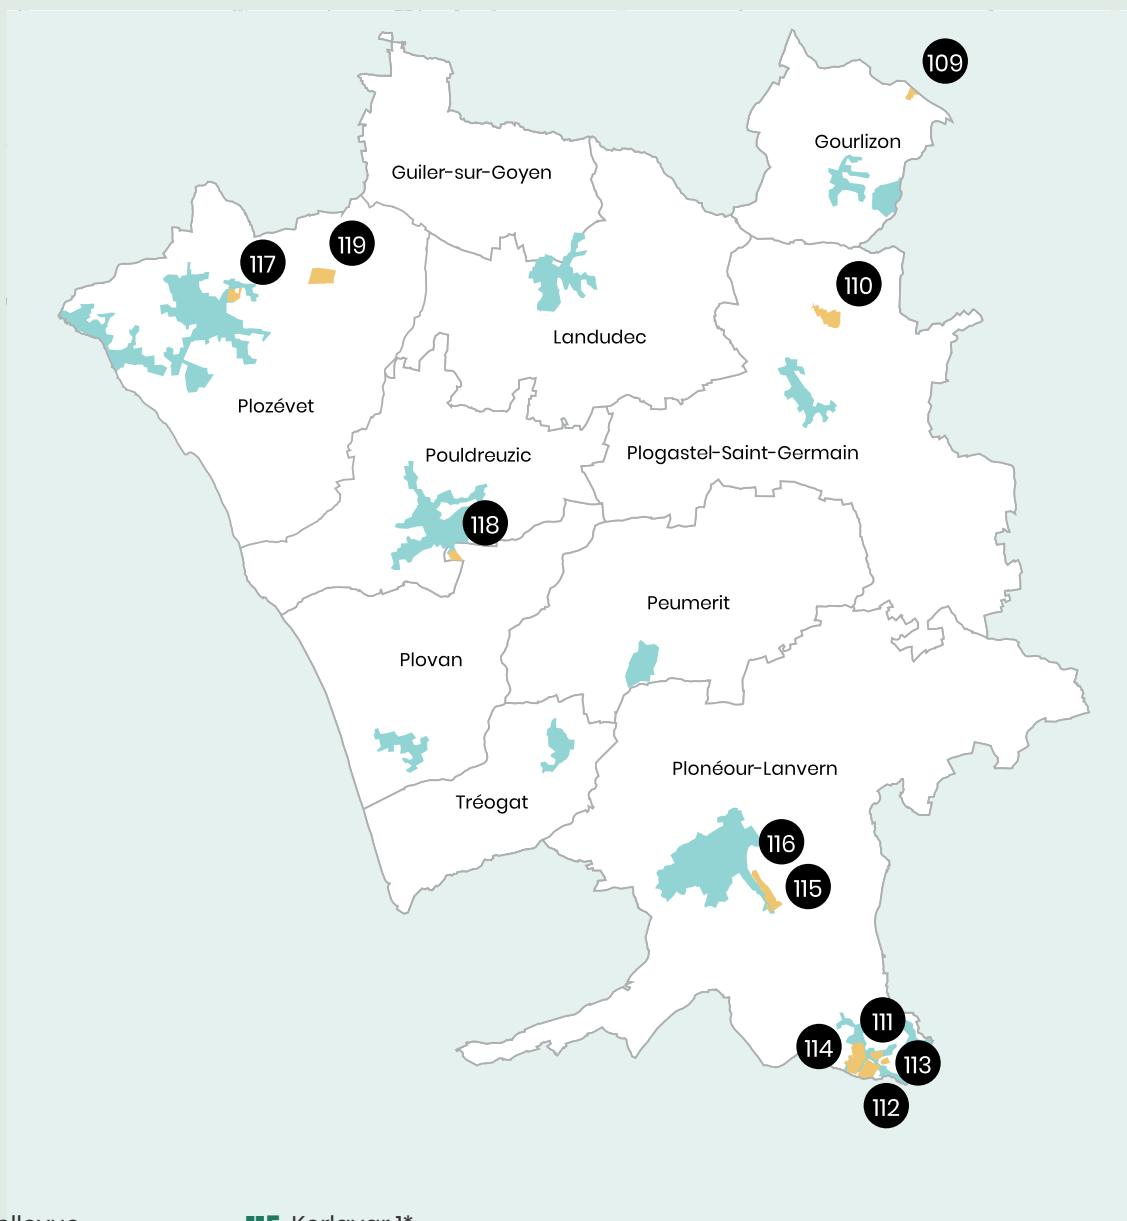 109
Gourlizon
Guiler-sur-Goyen
119
117
110
Landudec
Plozévet
Pouldreuzic
Plogastel-Saint-Germain
118
Peumerit
Plovan
Plonéour-Lanvern
Tréogat
116
115
111
114
113
112